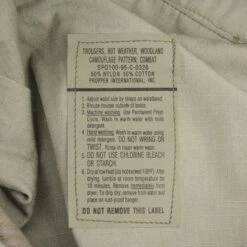 TROUSERS, HOT WEATHER, WOODLAND
CAMOUFLAGE PATTERN: COMBAT
SPO100-95-C-0326
50% NYLON 50% COTTON
PROPPER INTERNATIONAL
1. Adjust waist size by straps on waistband.
2. Blouse trouser outside of boots.
3. Machine washing. Use Permanent Press
Cycle. Wash in warm water with mild
detergent.
4. Hand washing. Wash in warm water using
mild detergent. DO NOT WRING OR
TWIST. Rinse in clean, warm water.
5. DO NOT USE CHLORINE BLEACH
OR STARCH.
6. Dry at low heat (do not exceed 130°F). After
drying, tumble at room temperature for
10 minutes. Remove immediately from
dryer. To drip dry, remove from water and
place on rust-proof hanger.
DO NOT REMOVE THIS LABEL